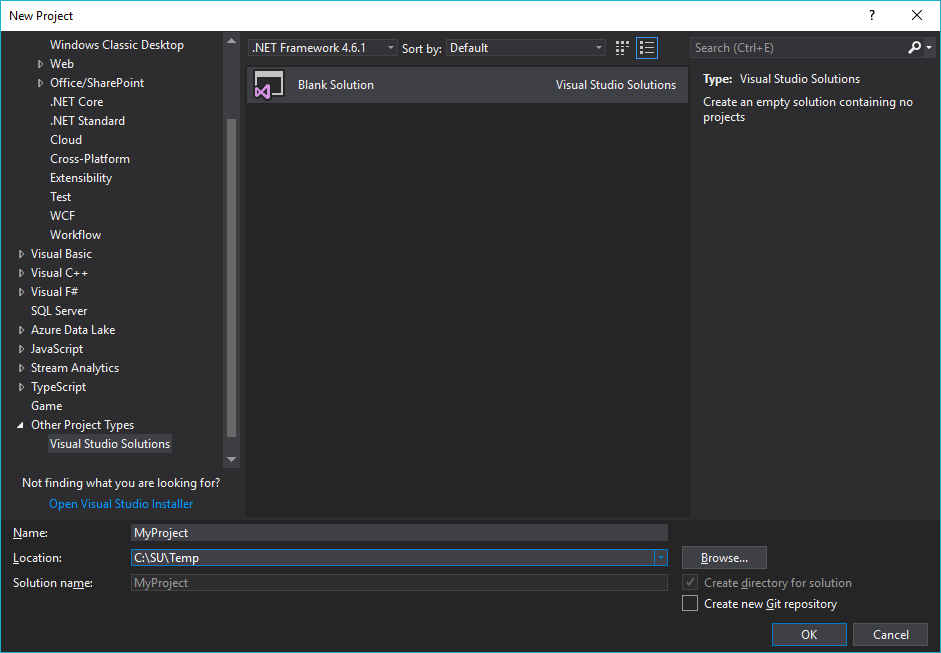 New Project
?
Windows Classic Desktop
Web
Office/SharePoint
.NET Core
.NET Standard
Cloud
Cross-Platform
Extensibility
Test
WCF
Workflow
Visual Basic
Visual C++
Visual F#
SQL Server
Azure Data Lake
JavaScript
Stream Analytics
TypeScript
Game
Other Project Types
Visual Studio Solutions
Not finding what you are looking for?
Open Visual Studio Installer
.NET Framework 4.6.1 Sort by: Default
Blank Solution Visual Studio Solutions
Search (Ctrl+E)
Type: Visual Studio Solutions
Create an empty solution containing no
projects
Name: MyProject
Location: C:\SU\Temp Browse...
Solution name: MyProject Create directory for solution
Create new Git repository
OK Cancel